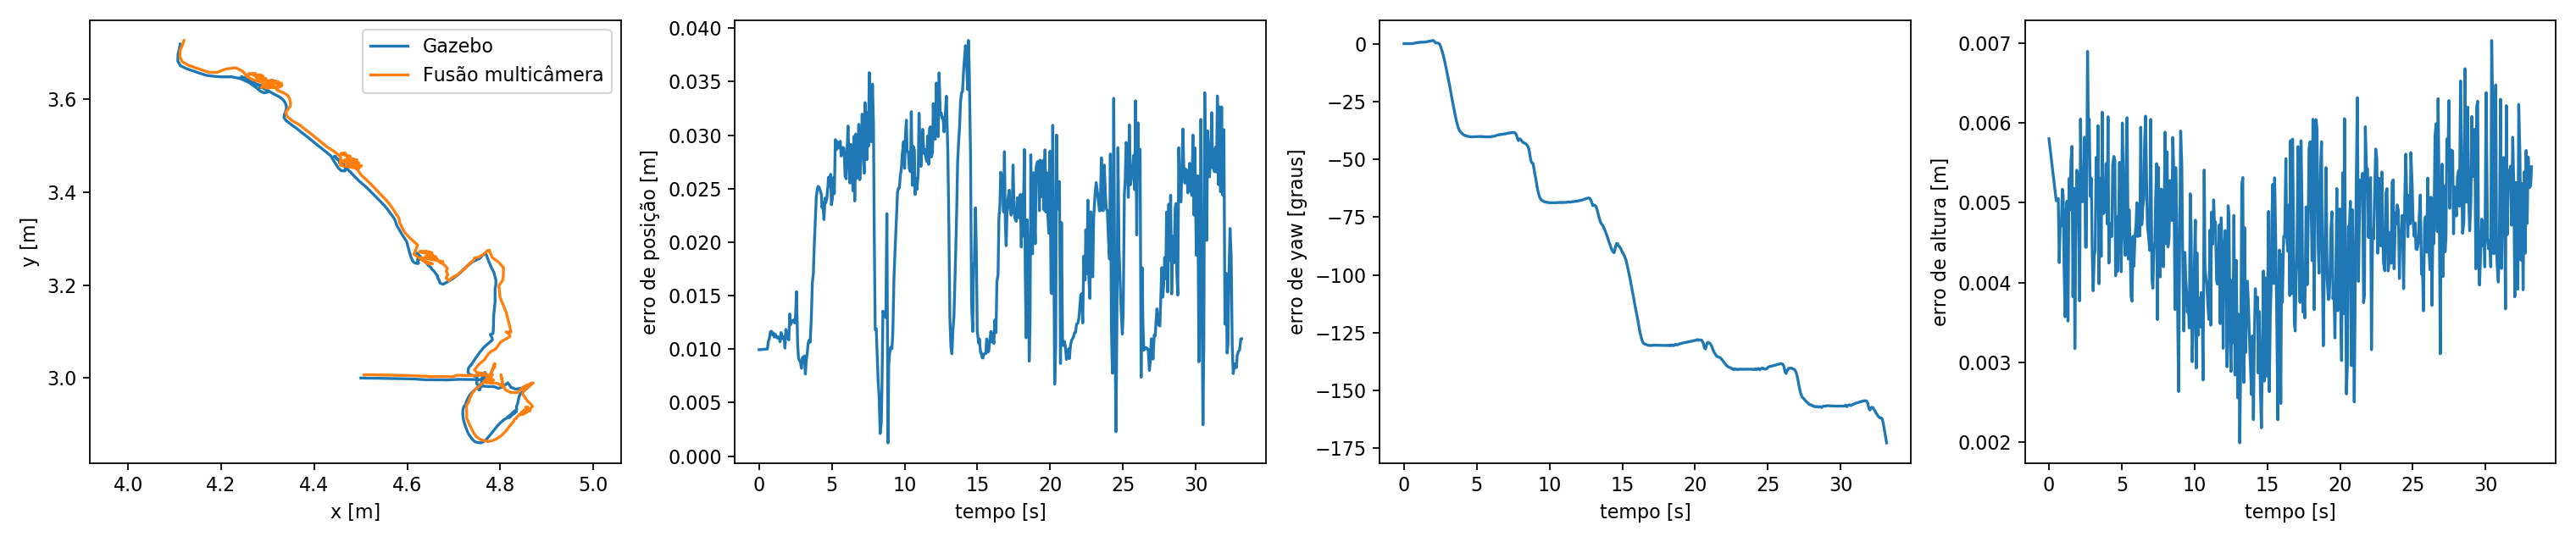 Gazebo
Fusão multicâmera
3.6
3.4
3.2
3.0
y [m]
4.0 4.2 4.4 4.6 4.8 5.0
x [m]
0.040
0.035
0.030
0.025
0.020
0.015
0.010
0.005
0.000
erro de posição [m]
0 5 10 15 20 25 30
tempo [s]
0
−25
−50
−75
−100
−125
−150
−175
erro de yaw [graus]
0 5 10 15 20 25 30
tempo [s]
0.007
0.006
0.005
0.004
0.003
0.002
erro de altura [m]
0 5 10 15 20 25 30
tempo [s]